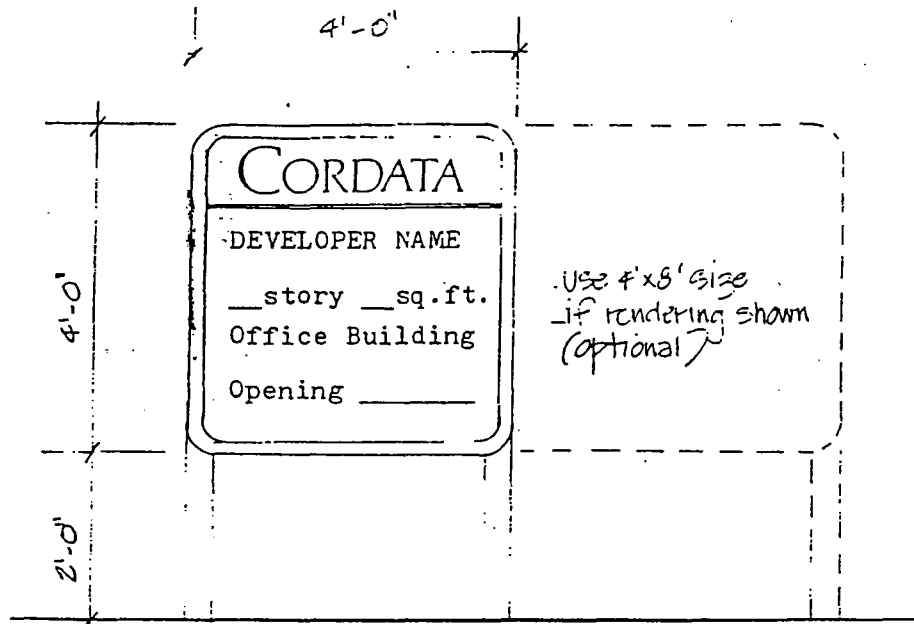 4'-0"
CORDATA
DEVELOPER NAME
__story __sq.ft.
Office Building
Opening ________
4'-0"
2'-0"
Use 4'x8' size
if rendering shown
(optional)